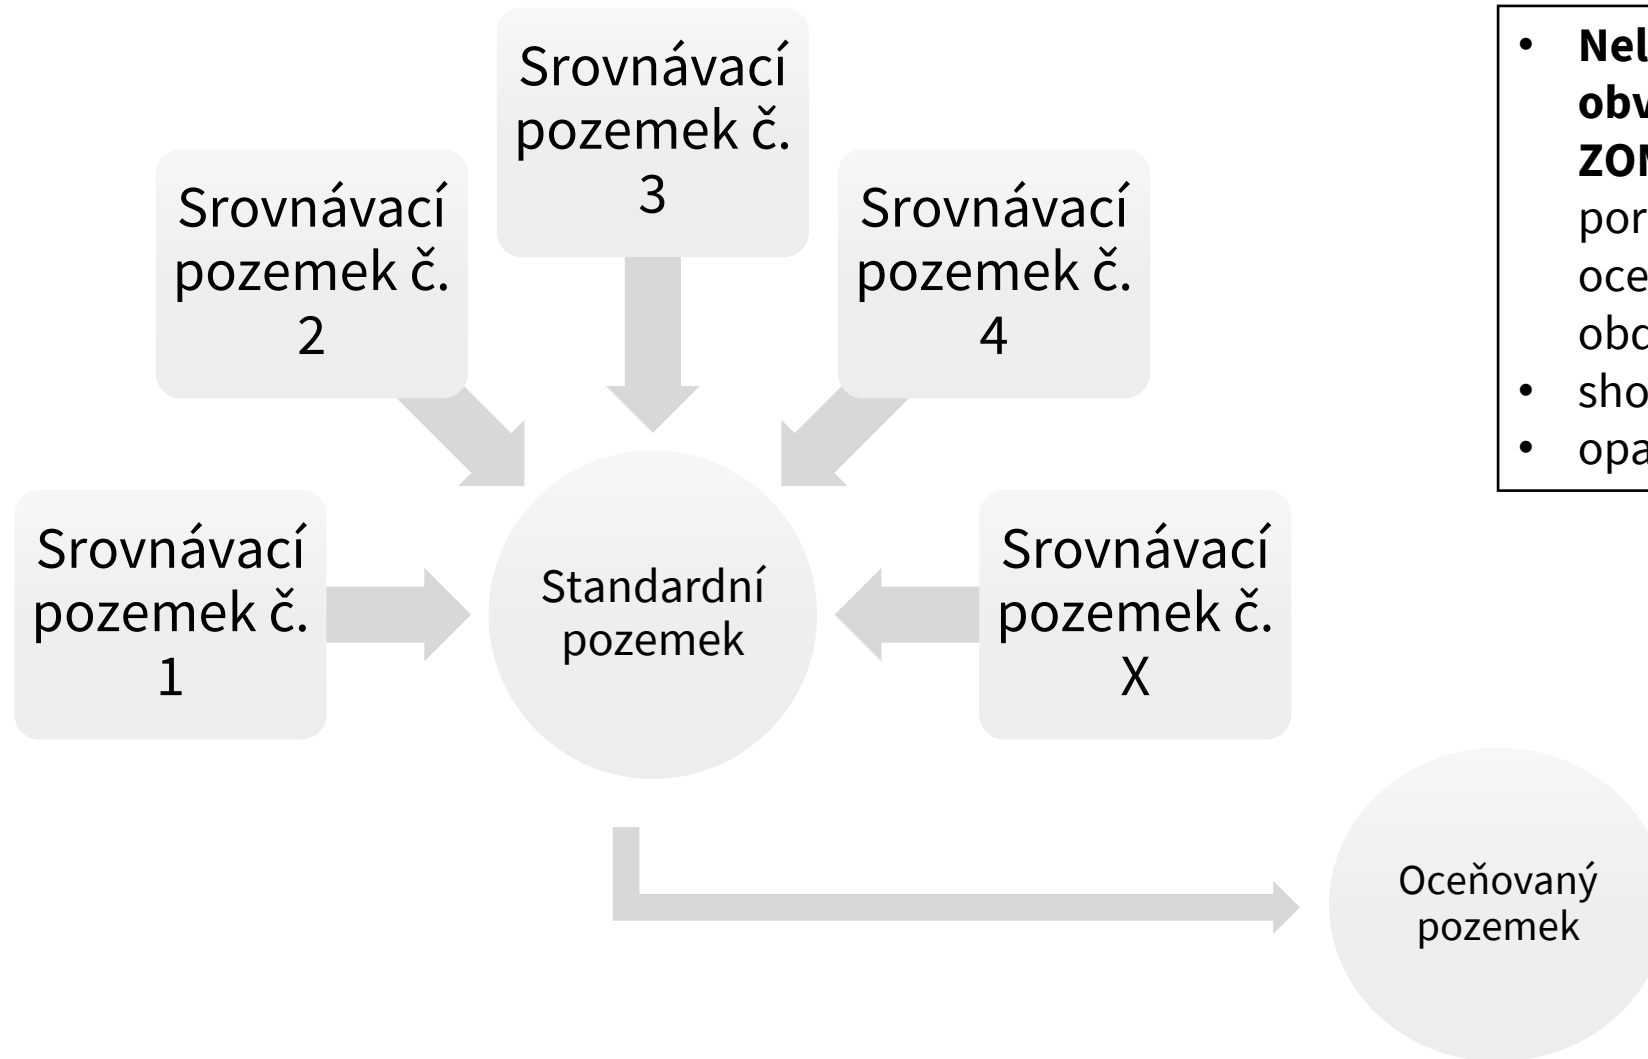 Srovnávací
pozemek č.
3
Srovnávací
pozemek č.
2
Srovnávací
pozemek č.
4
Srovnávací
pozemek č.
1
Standardní
pozemek
Srovnávací
pozemek č.
X
Oceňovaný
pozemek